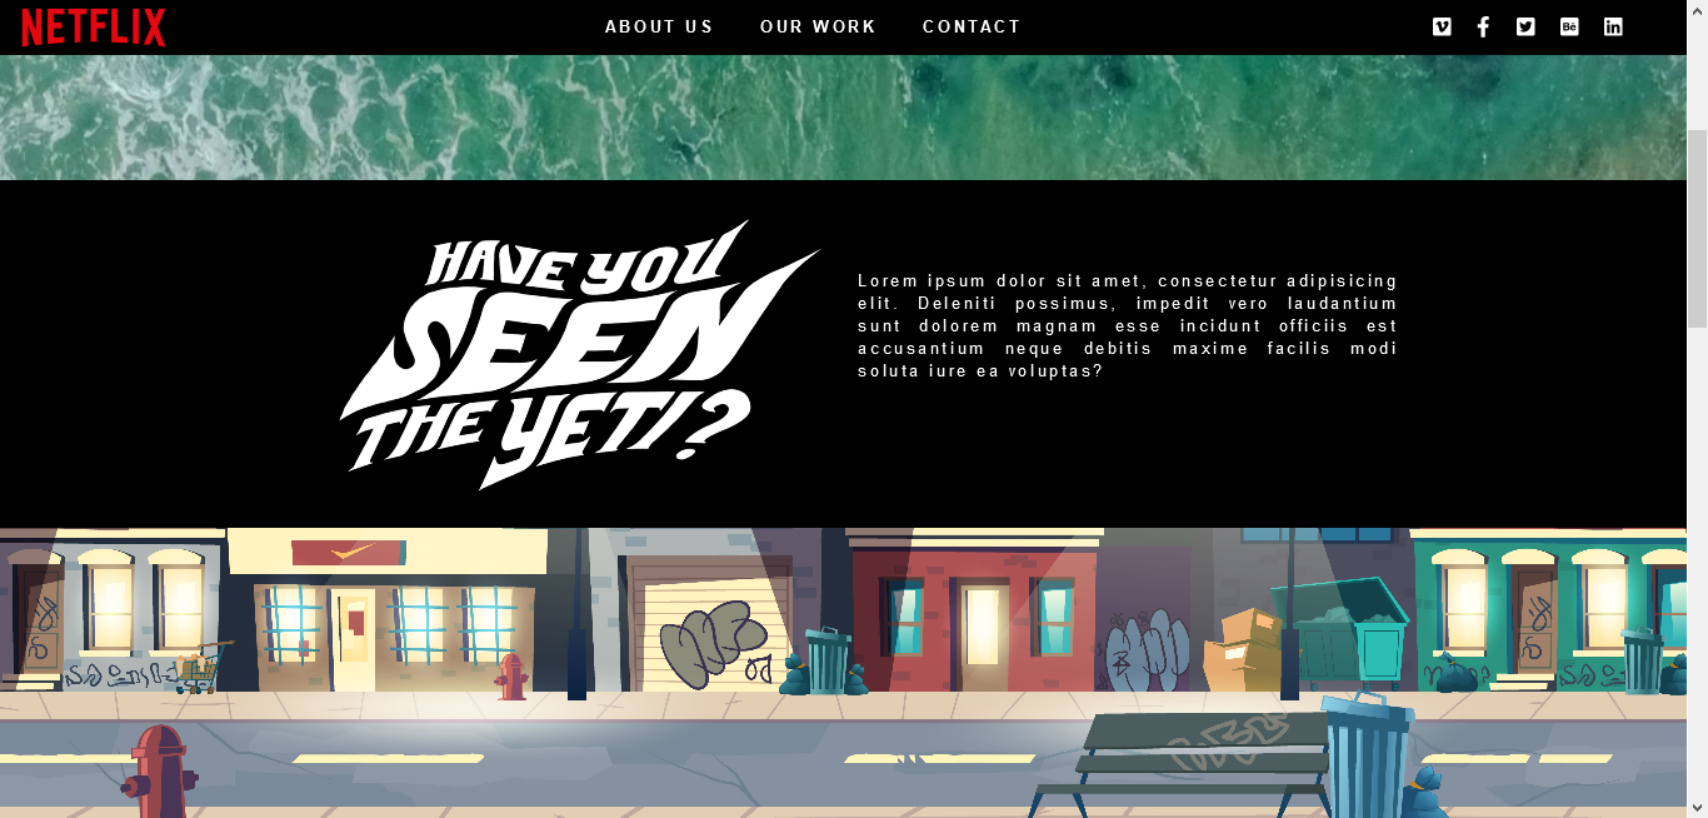 NETFLIX
ABOUT US OUR WORK CONTACT
Bē in
HAVE YOU
SEEN
THE YETI?
Lorem ipsum dolor sit amet, consectetur adipisicing
elit. Deleniti possimus, impedit vero laudantium
sunt dolorem magnam esse incidunt officiis est
accusantium neque debitis maxime facilis modi
soluta iure ea voluptas?